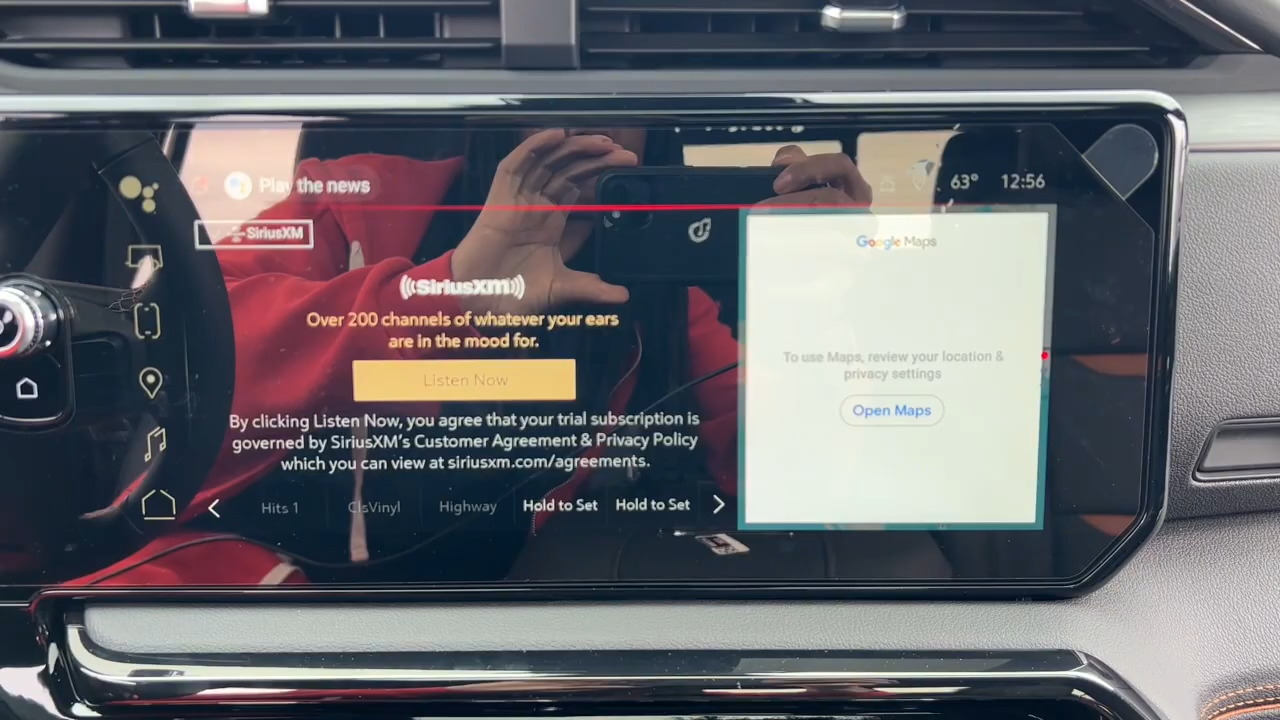 Play the news
63° 12:56
SiriusXM
((SiriusXM))
Over 200 channels of whatever your ears
are in the mood for.
Listen Now
By clicking Listen Now, you agree that your trial subscription is
governed by SiriusXM's Customer Agreement & Privacy Policy
which you can view at siriusxm.com/agreements.
Hits 1 ClsVinyl Highway Hold to Set Hold to Set
Google Maps
To use Maps, review your location &
privacy settings
Open Maps